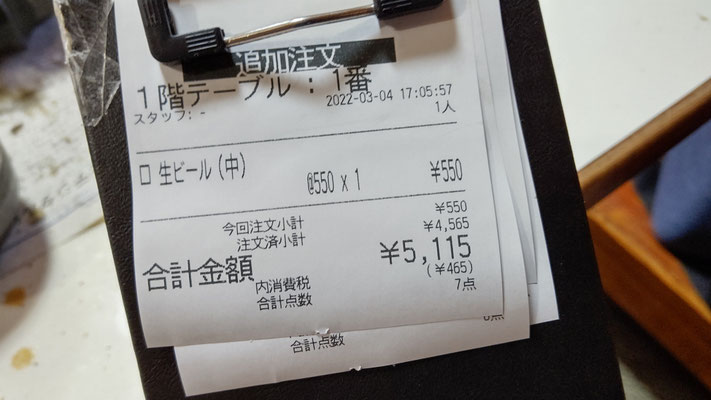 追加注文
1階テーブル : 1番
2022-03-04 17:05:57
スタッフ: -
1人
□ 生ビール(中) @550 x 1 ¥550
今回注文小計 ¥550
注文済小計 ¥4,565
合計金額 ¥5,115
内消費税 (¥465)
合計点数 7点
合計点数